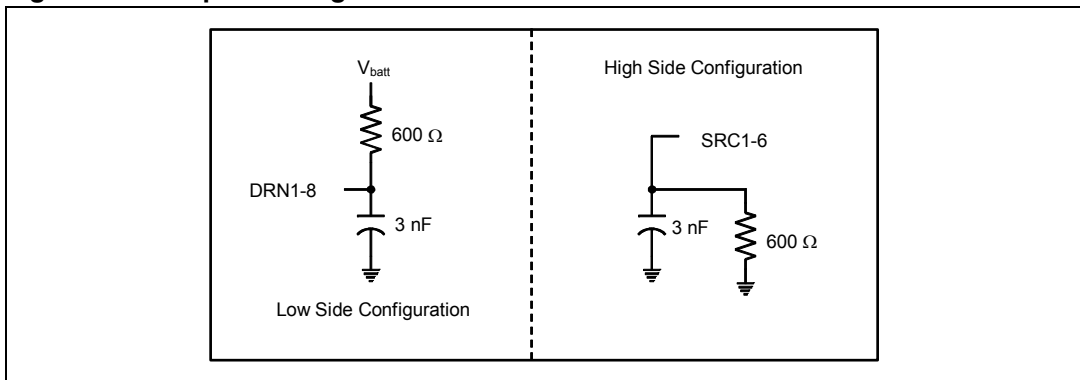 V_batt
600 Ω
DRN1-8
3 nF
Low Side Configuration
High Side Configuration
SRC1-6
3 nF
600 Ω